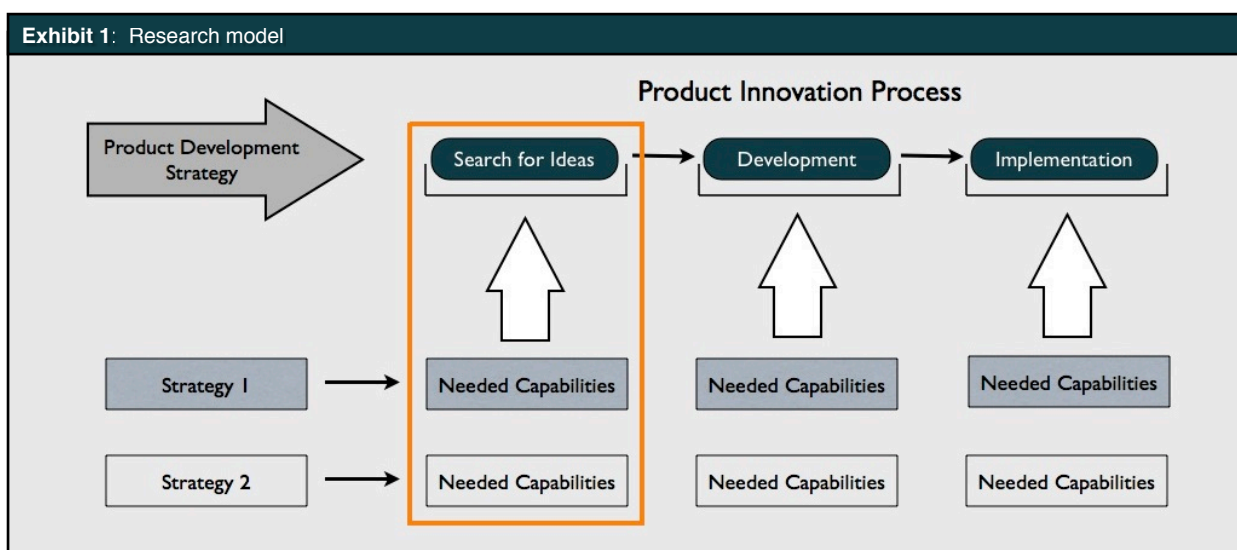 Exhibit 1: Research model
Product Innovation Process
Product Development
Strategy
Search for Ideas
Development
Implementation
Strategy 1
Needed Capabilities
Needed Capabilities
Needed Capabilities
Strategy 2
Needed Capabilities
Needed Capabilities
Needed Capabilities